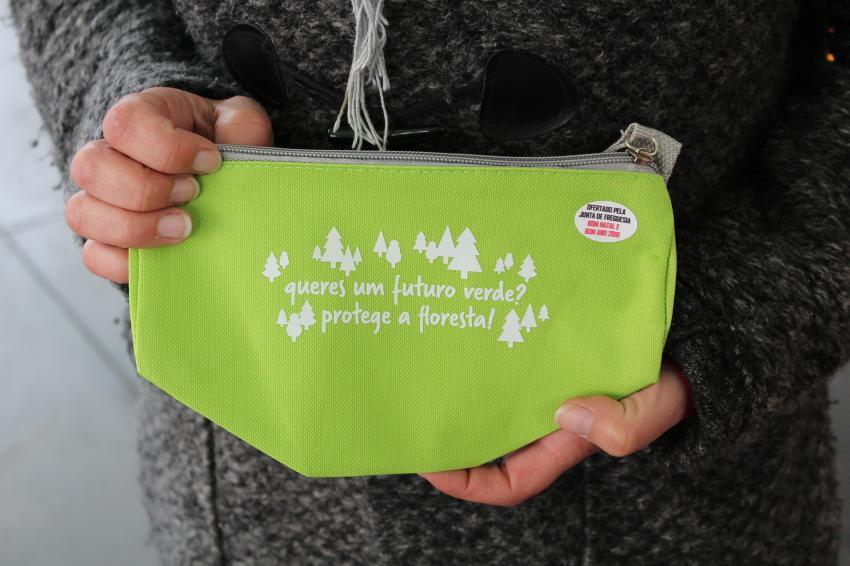 OFERTADO PELA
JUNTA DE FREGUESIA
BOM NATAL E
BOM ANO 2018
queres um futuro verde?
protege a floresta!